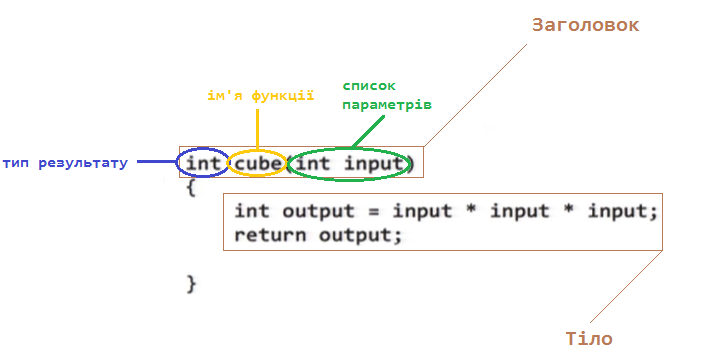 Заголовок
ім'я функції
список
параметрів
тип результату
int cube(int input)
{
int output = input * input * input;
return output;
}
Тіло